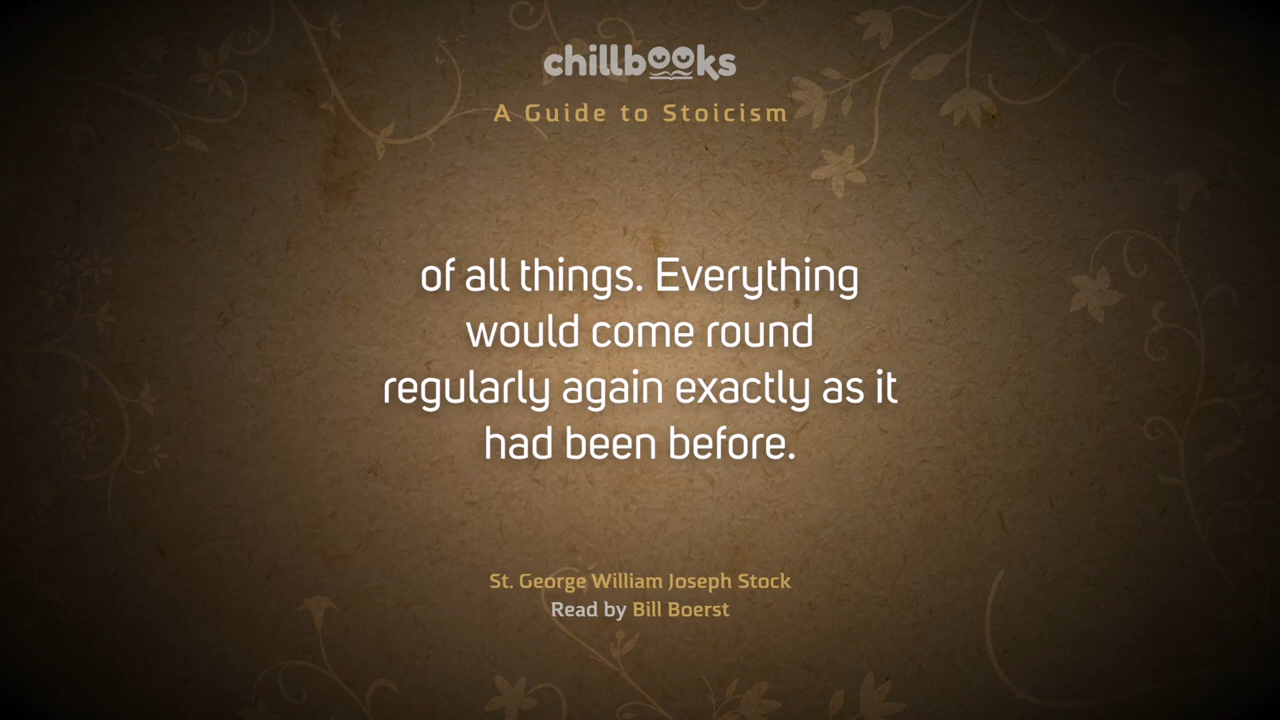 chillbooks
A Guide to Stoicism
of all things. Everything
would come round
regularly again exactly as it
had been before.
St. George William Joseph Stock
Read by Bill Boerst